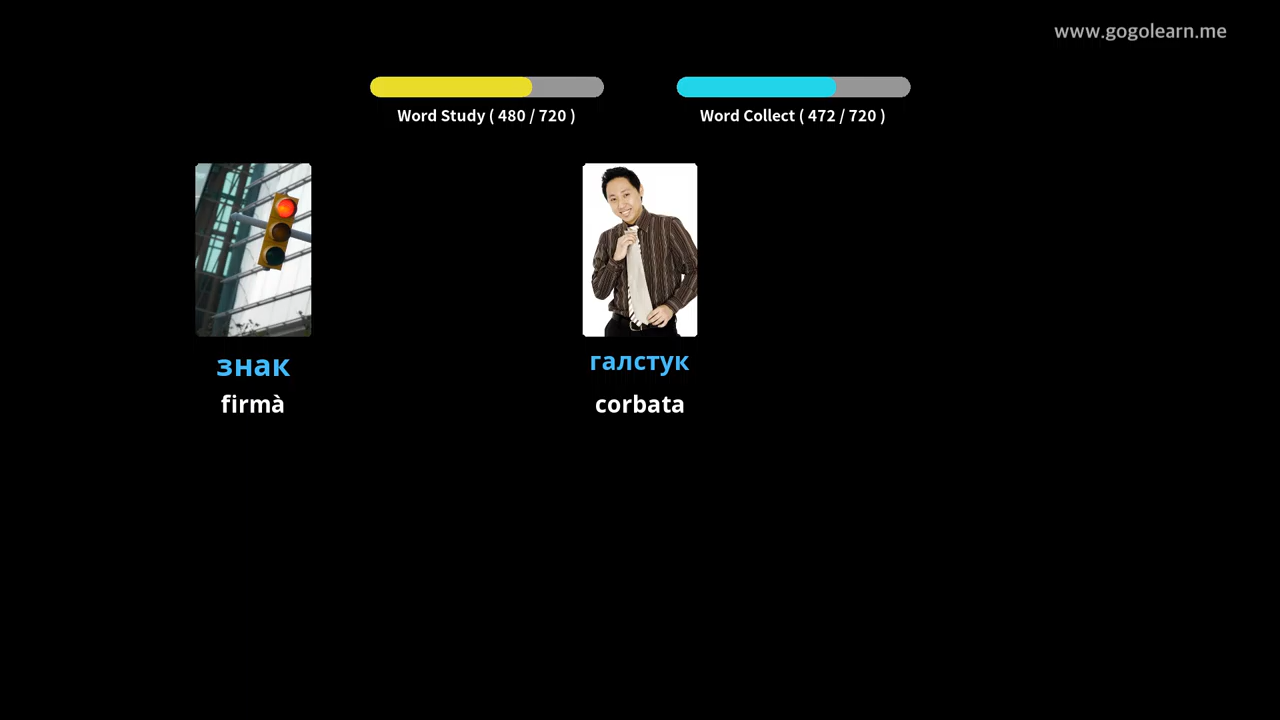 www.gogolearn.me
Word Study ( 480 / 720 )
Word Collect ( 472 / 720 )
знак
firmà
галстук
corbata